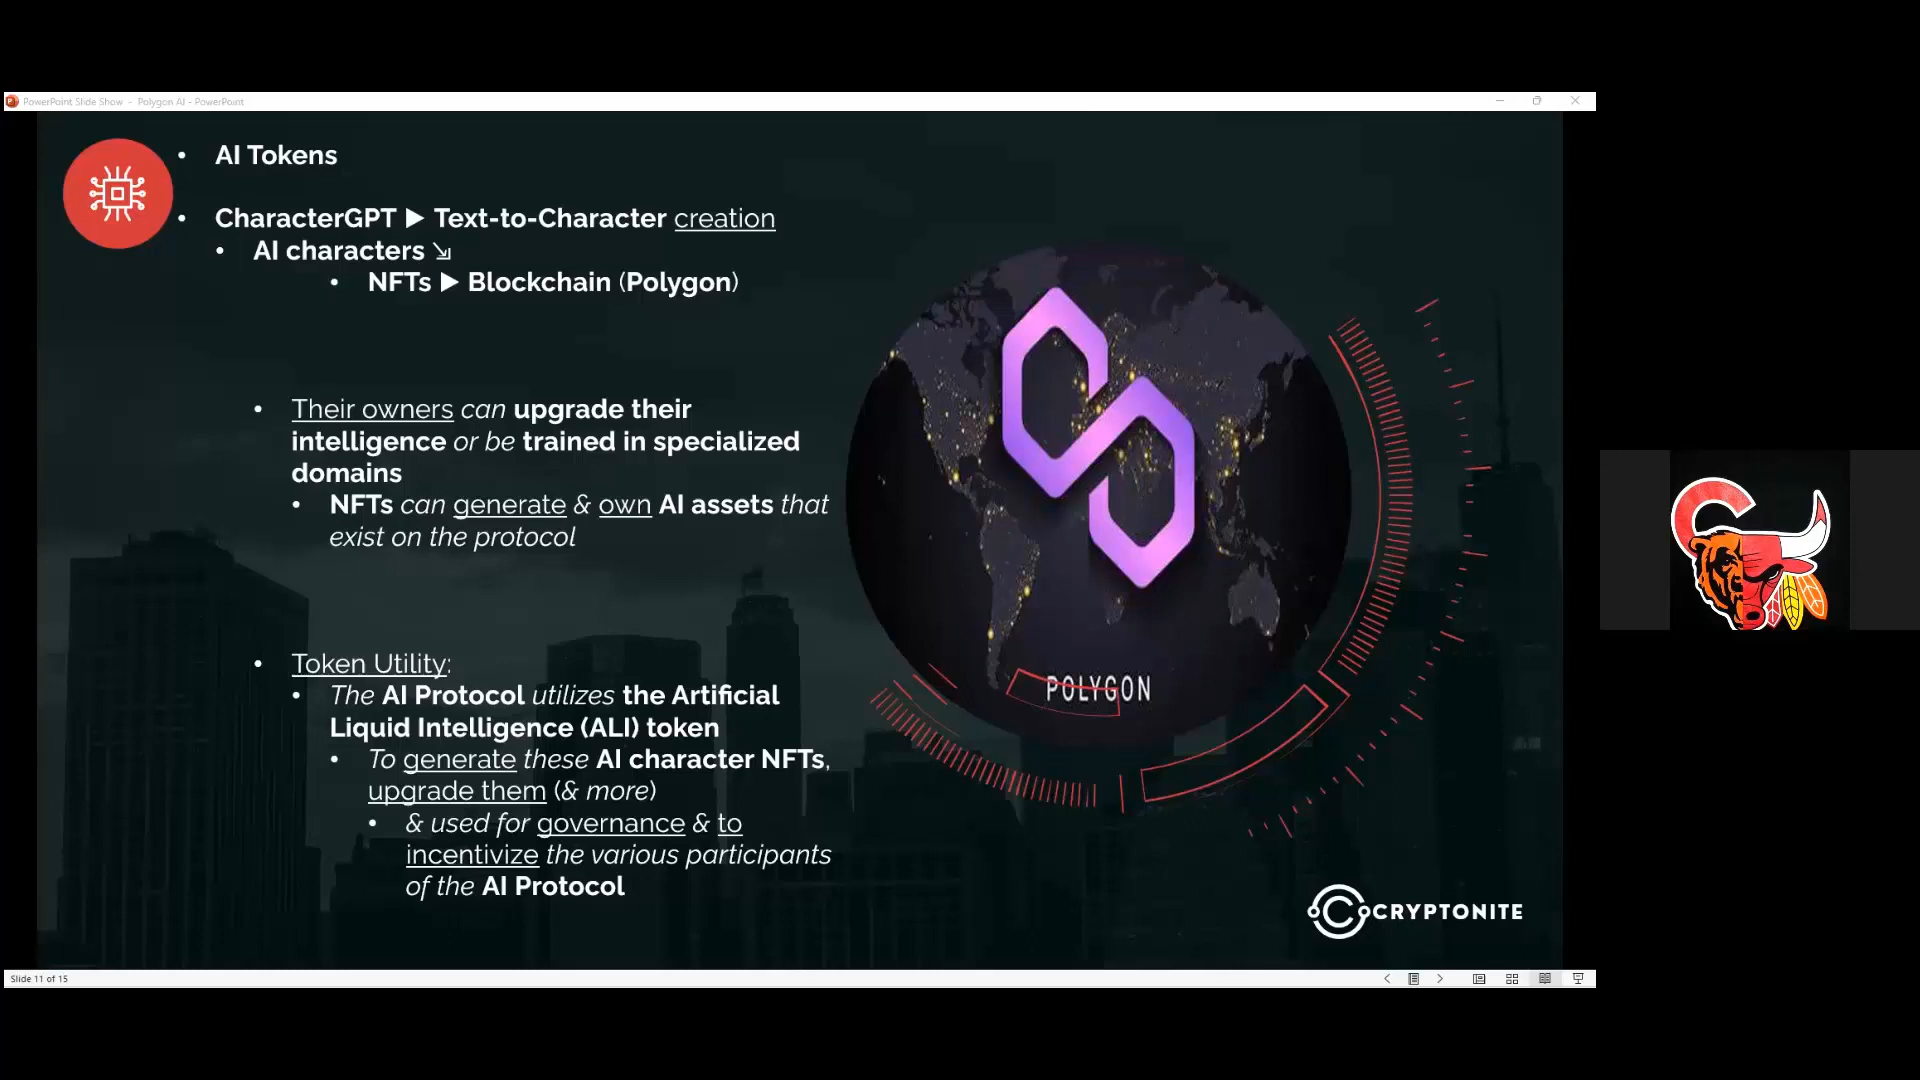 PowerPoint Slide Show - Polygon AI - PowerPoint
• AI Tokens
• CharacterGPT ▶ Text-to-Character creation
• AI characters ⇲
• NFTs ▶ Blockchain (Polygon)
• Their owners can upgrade their
intelligence or be trained in specialized
domains
• NFTs can generate & own AI assets that
exist on the protocol
• Token Utility:
• The AI Protocol utilizes the Artificial
Liquid Intelligence (ALI) token
• To generate these AI character NFTs,
upgrade them (& more)
• & used for governance & to
incentivize the various participants
of the AI Protocol
POLYGON
CRYPTONITE
Slide 11 of 15